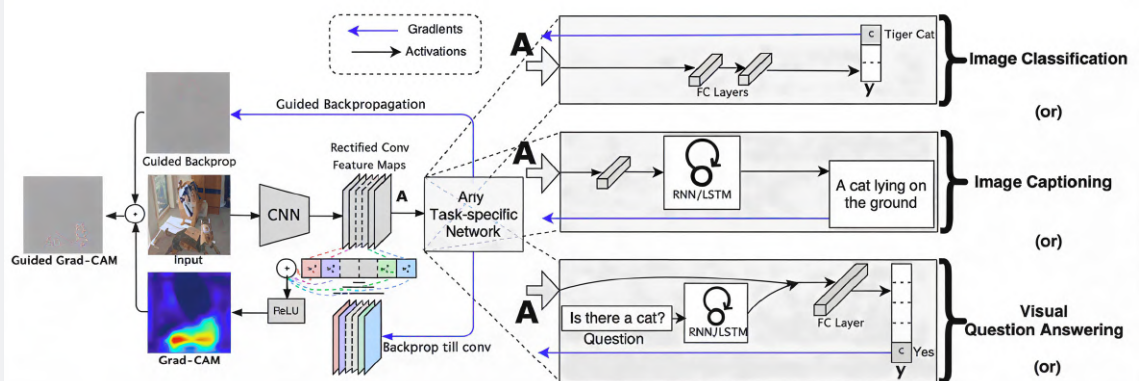 Gradients
Activations
Guided Backpropagation
Guided Backprop
Rectified Conv
Feature Maps
A
Input
CNN
Any
Task-specific
Network
Guided Grad-CAM
ReLU
Grad-CAM
Backprop till conv
A
Tiger Cat
c
FC Layers
y
Image Classification
(or)
A
RNN/LSTM
A cat lying on
the ground
Image Captioning
(or)
A
Is there a cat?
Question
RNN/LSTM
FC Layer
c
Yes
y
Visual
Question Answering
(or)